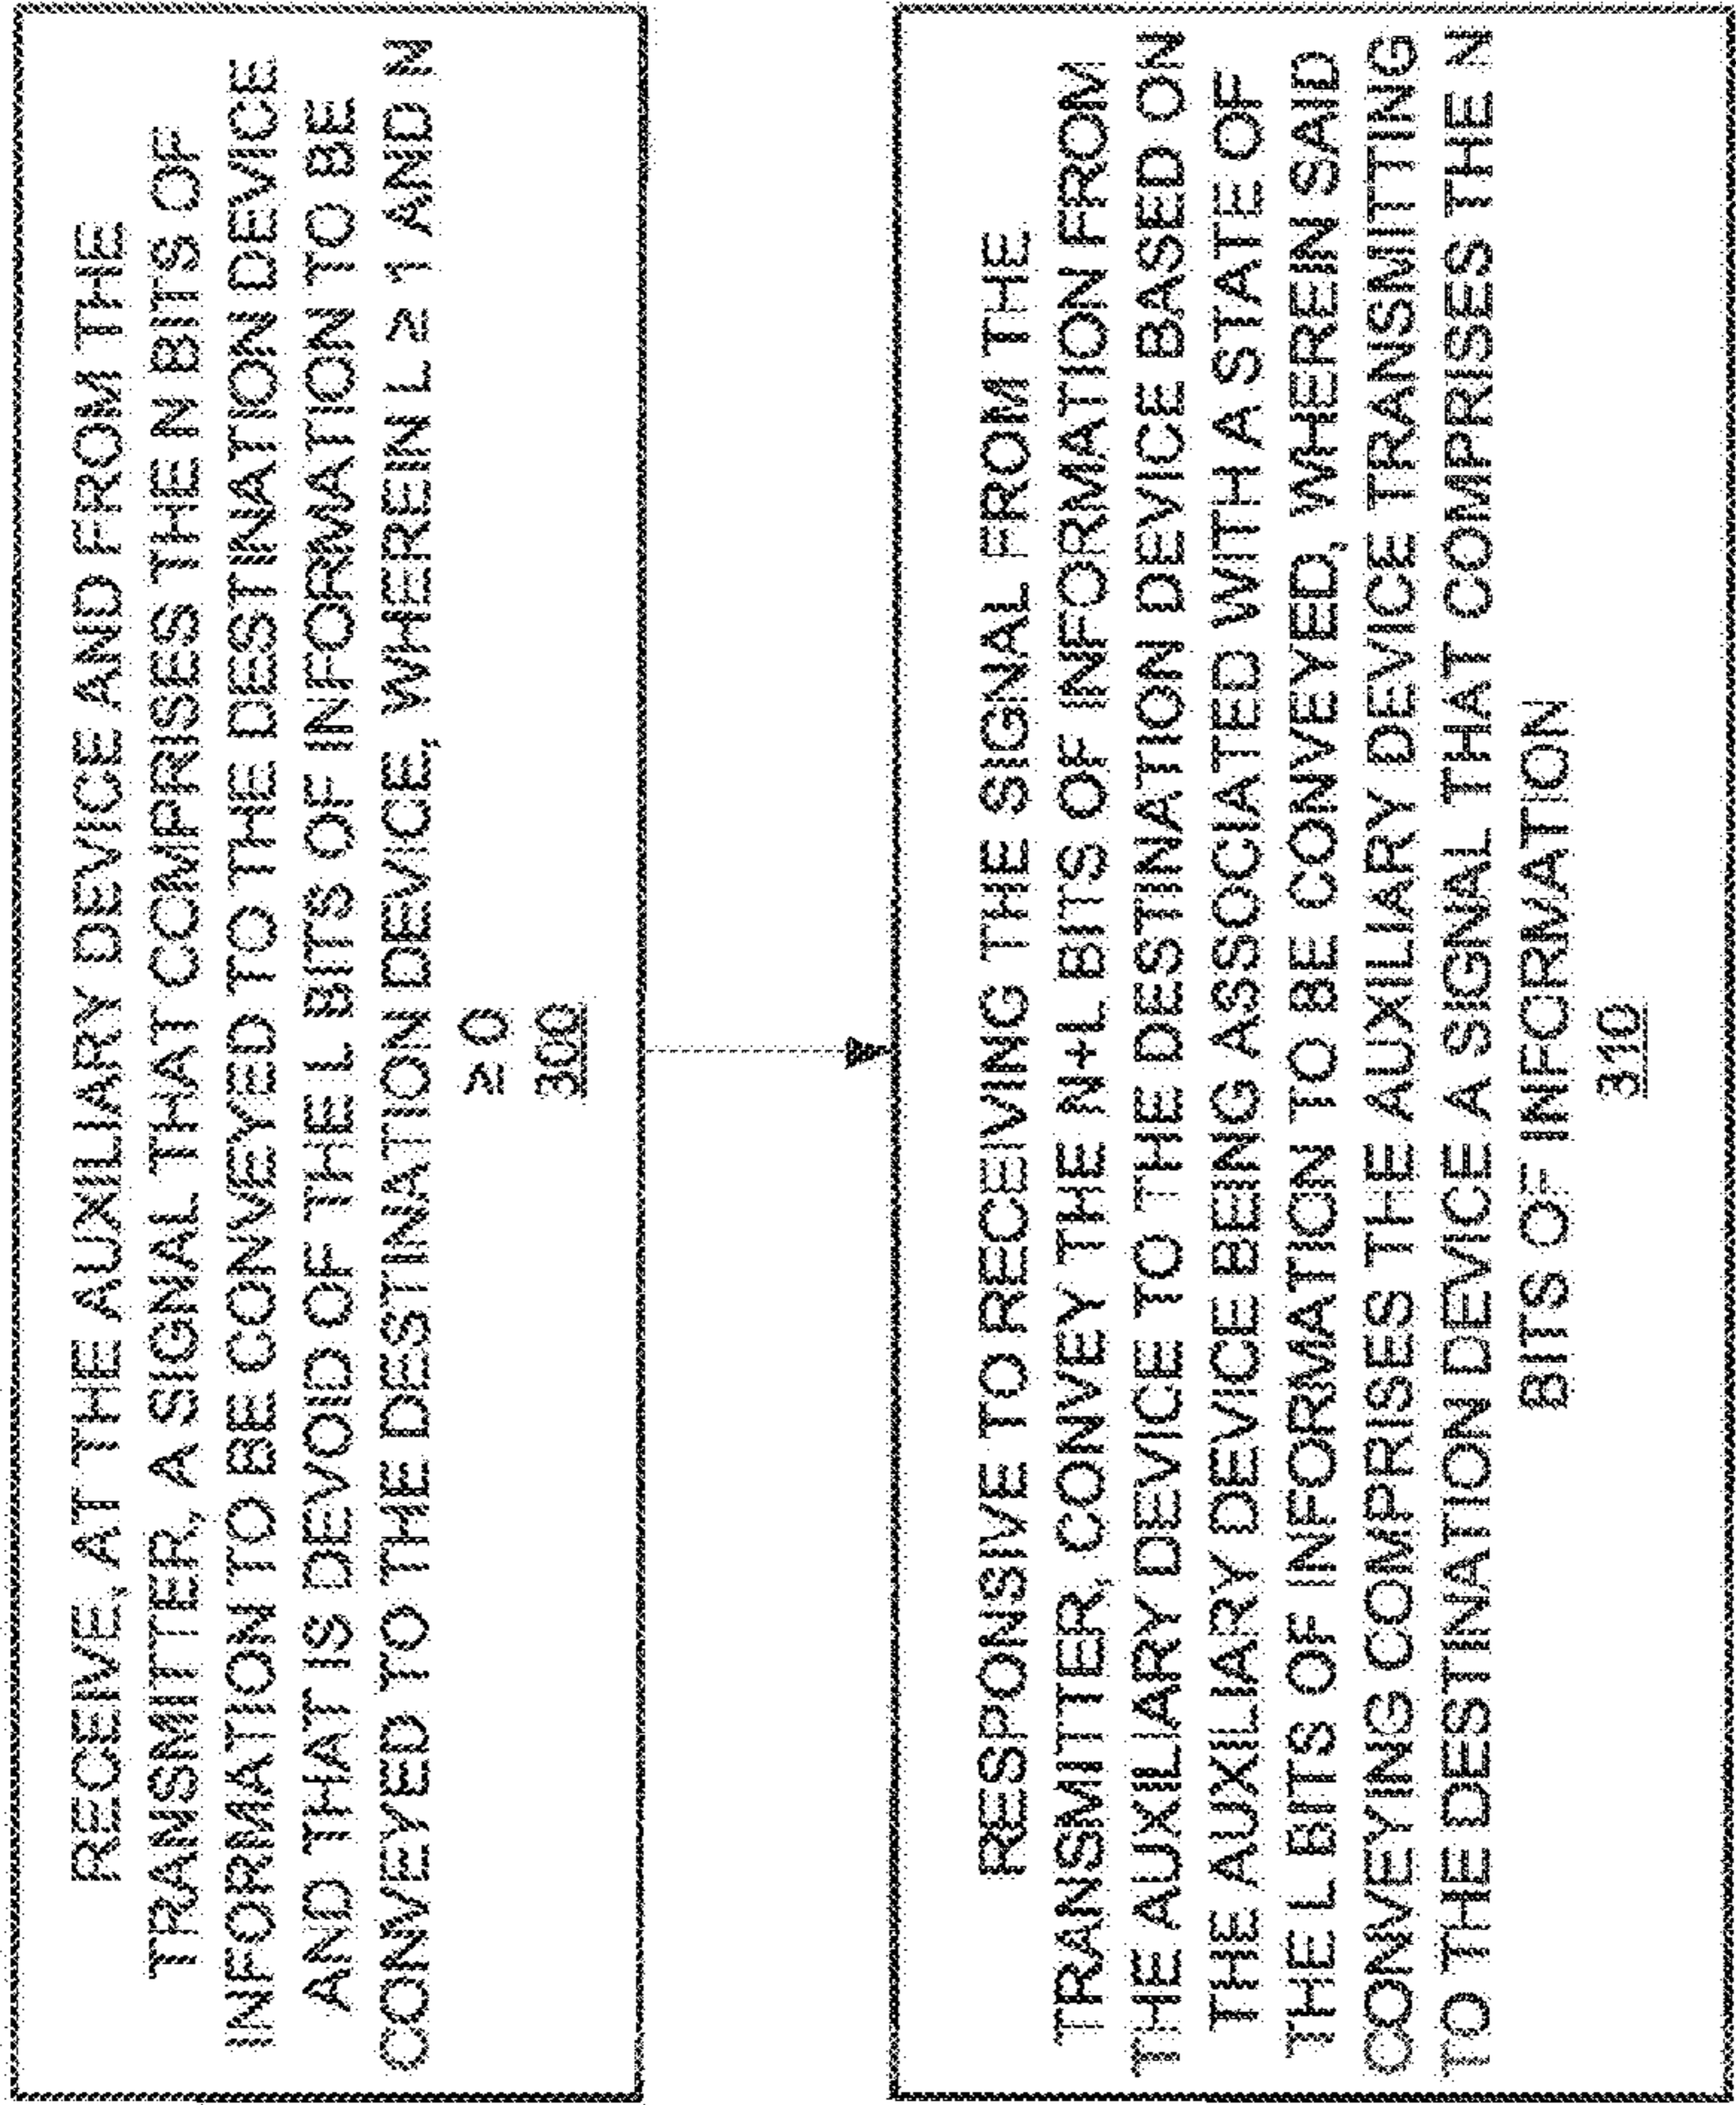 RECEIVE, AT THE AUXILIARY DEVICE AND FROM THE
TRANSMITTER, A SIGNAL THAT COMPRISES THE N BITS OF
INFORMATION TO BE CONVEYED TO THE DESTINATION DEVICE
AND THAT IS DEVOID OF THE L BITS OF INFORMATION TO BE
CONVEYED TO THE DESTINATION DEVICE, WHEREIN L ≥ 1 AND N
≥ 0
300
RESPONSIVE TO RECEIVING THE SIGNAL FROM THE
TRANSMITTER, CONVEY THE N+L BITS OF INFORMATION FROM
THE AUXILIARY DEVICE TO THE DESTINATION DEVICE BASED ON
THE AUXILIARY DEVICE BEING ASSOCIATED WITH A STATE OF
THE L BITS OF INFORMATION TO BE CONVEYED, WHEREIN SAID
CONVEYING COMPRISES THE AUXILIARY DEVICE TRANSMITTING
TO THE DESTINATION DEVICE A SIGNAL THAT COMPRISES THE N
BITS OF INFORMATION
310